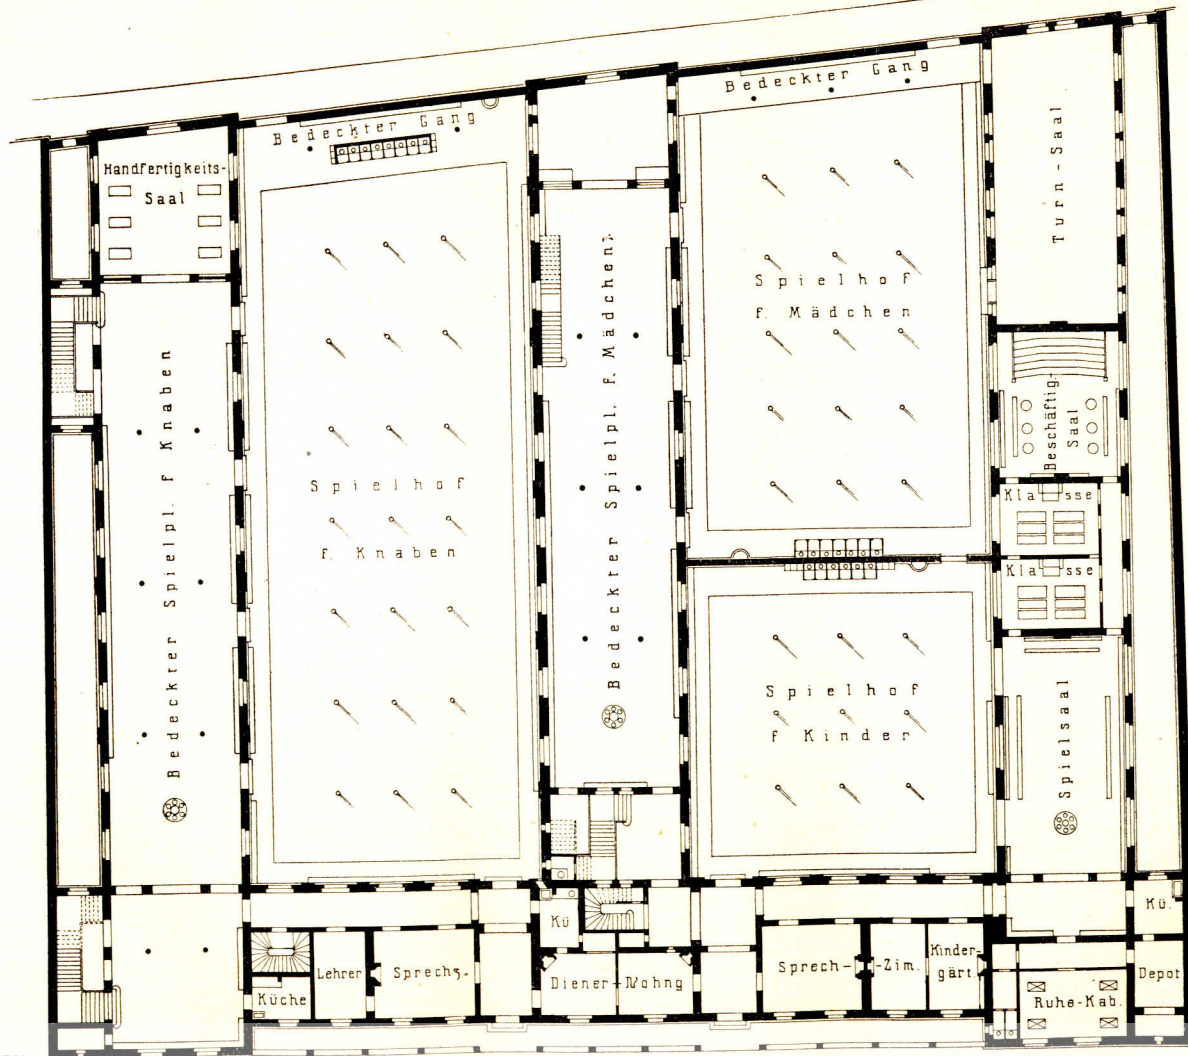 Bedeckter Gang
Bedeckter Gang
Handfertigkeits-
Saal
Turn-Saal
Bedeckter Spielpl. f Knaben
Spielhof
f. Knaben
Bedeckter Spielpl. f. Mädchen.
Spielhof
f. Mädchen
Beschäftig.-
Saal
Klasse
Klasse
Spielhof
f Kinder
Spielsaal
Kü
Kü.
Küche
Lehrer
Sprechz.
Diener-Wohng
Sprech-
-Zim.
Kinder-
gärt
Ruhe-Kab.
Depot